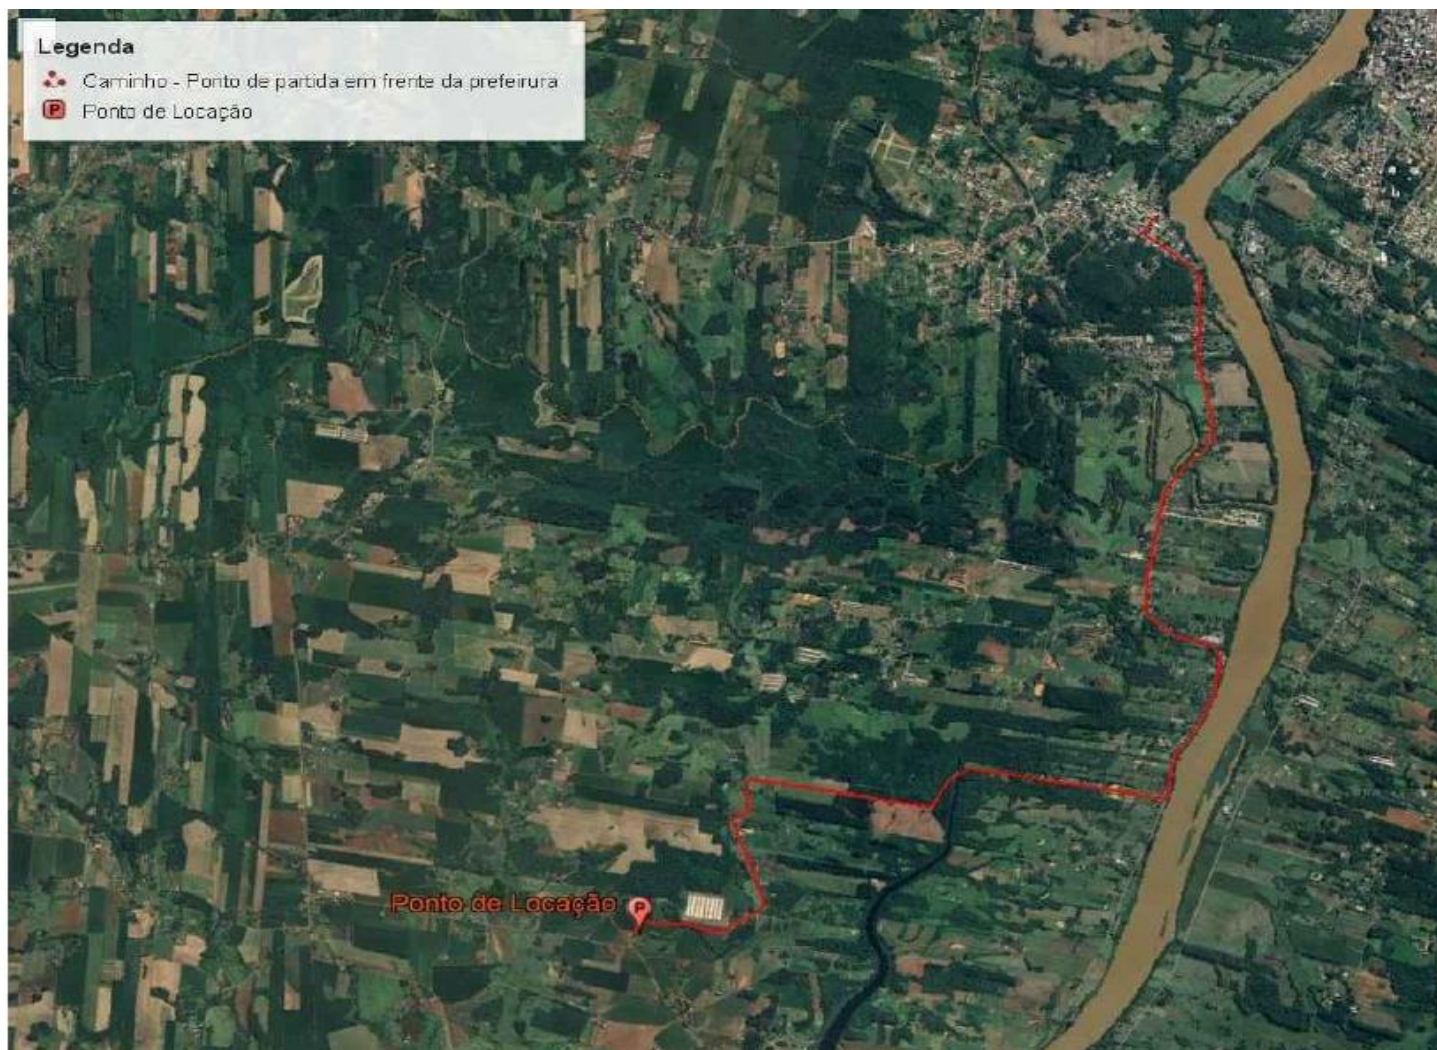 Legenda
Caminho - Ponto de partida em frente da prefeirura
P Ponto de Locação
Ponto de Locação P